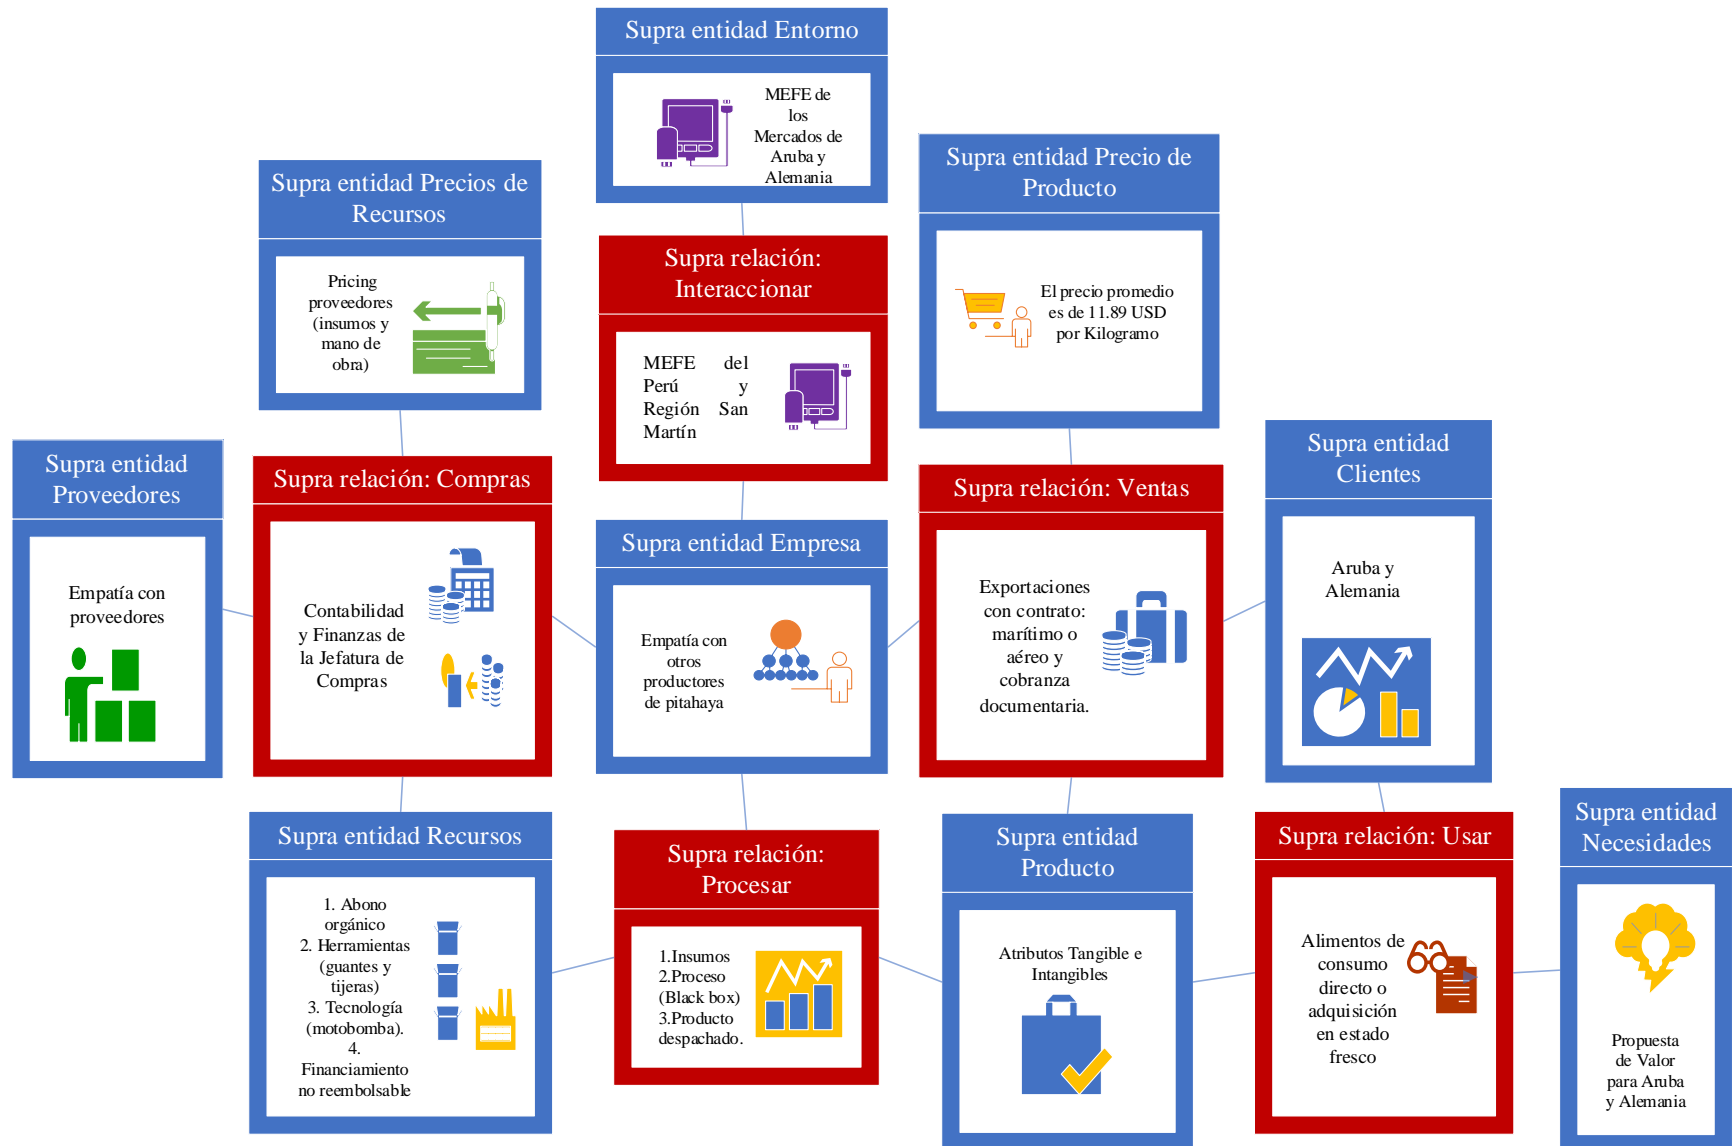 Supra entidad Entorno
MEFE de
los
Mercados de
Aruba y
Alemania
Supra entidad Precios de
Recursos
Pricing
proveedores
(insumos y
mano de
obra)
Supra relación:
Interaccionar
MEFE del
Perú y
Región San
Martín
Supra entidad Precio de
Producto
El precio promedio
es de 11.89 USD
por Kilogramo
Supra entidad
Proveedores
Empatía con
proveedores
Supra relación: Compras
Contabilidad
y Finanzas de
la Jefatura de
Compras
Supra entidad Empresa
Empatía con
otros
productores
de pitahaya
Supra relación: Ventas
Exportaciones
con contrato:
marítimo o
aéreo y
cobranza
documentaria.
Supra entidad
Clientes
Aruba y
Alemania
Supra entidad Recursos
1. Abono
orgánico
2. Herramientas
(guantes y
tijeras)
3. Tecnología
(motobomba).
4.
Financiamiento
no reembolsable
Supra relación:
Procesar
1.Insumos
2.Proceso
(Black box)
3.Producto
despachado.
Supra entidad
Producto
Atributos Tangible e
Intangibles
Supra relación: Usar
Alimentos de
consumo
directo o
adquisición
en estado
fresco
Supra entidad
Necesidades
Propuesta
de Valor
para Aruba
y Alemania